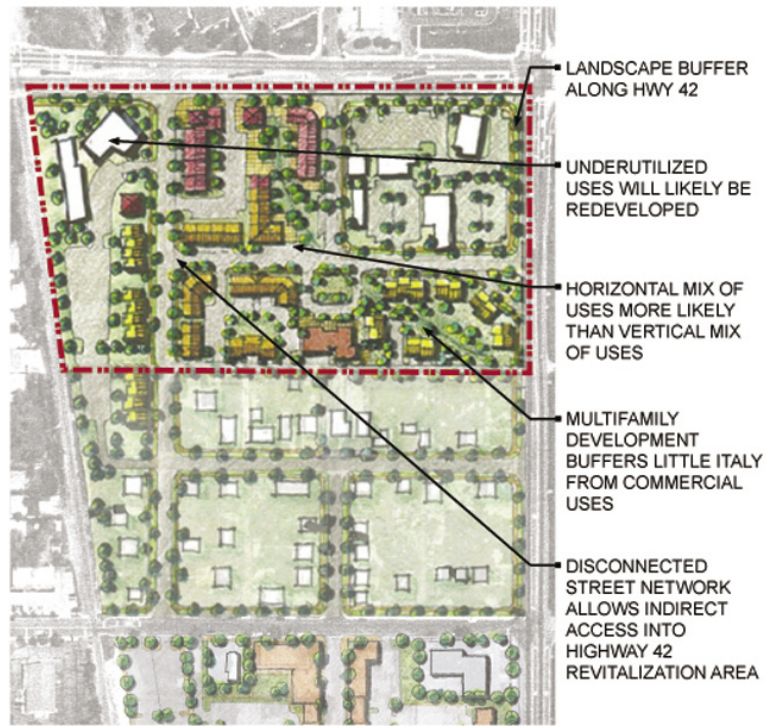 LANDSCAPE BUFFER
ALONG HWY 42
UNDERUTILIZED
USES WILL LIKELY BE
REDEVELOPED
HORIZONTAL MIX OF
USES MORE LIKELY
THAN VERTICAL MIX
OF USES
MULTIFAMILY
DEVELOPMENT
BUFFERS LITTLE ITALY
FROM COMMERCIAL
USES
DISCONNECTED
STREET NETWORK
ALLOWS INDIRECT
ACCESS INTO
HIGHWAY 42
REVITALIZATION AREA